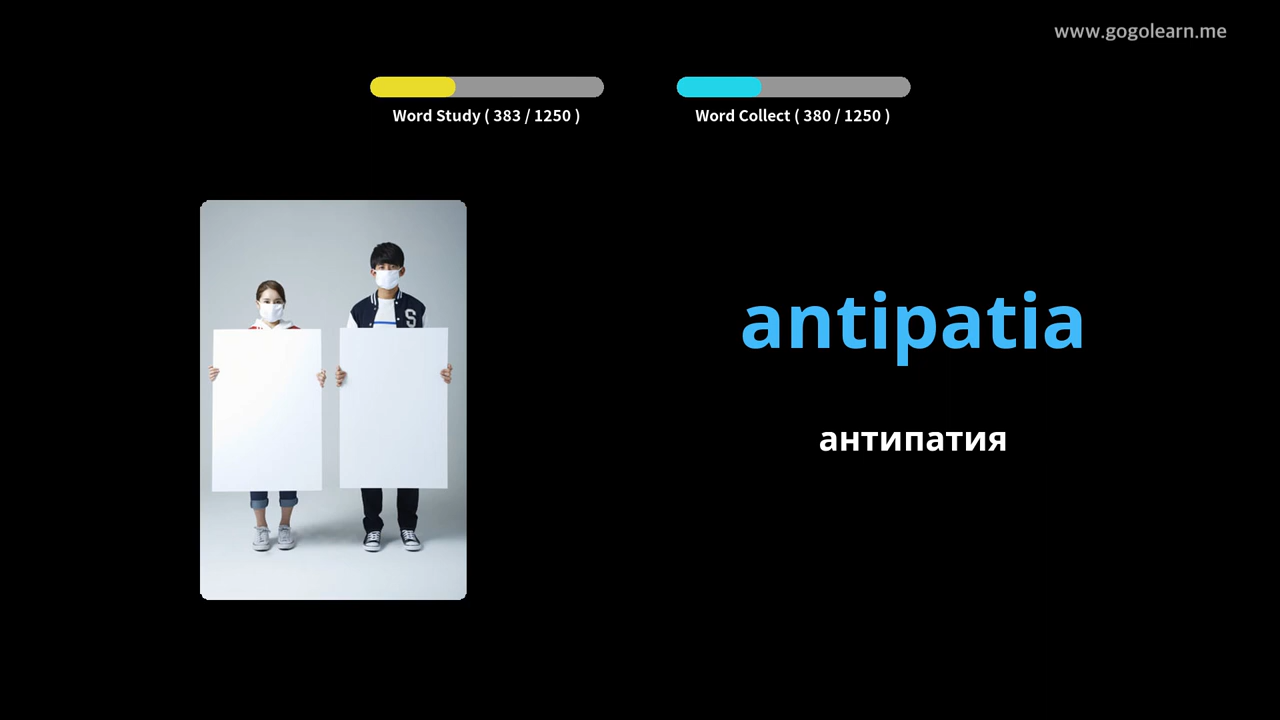 www.gogolearn.me
Word Study ( 383 / 1250 )
Word Collect ( 380 / 1250 )
S
antipatia
антипатия